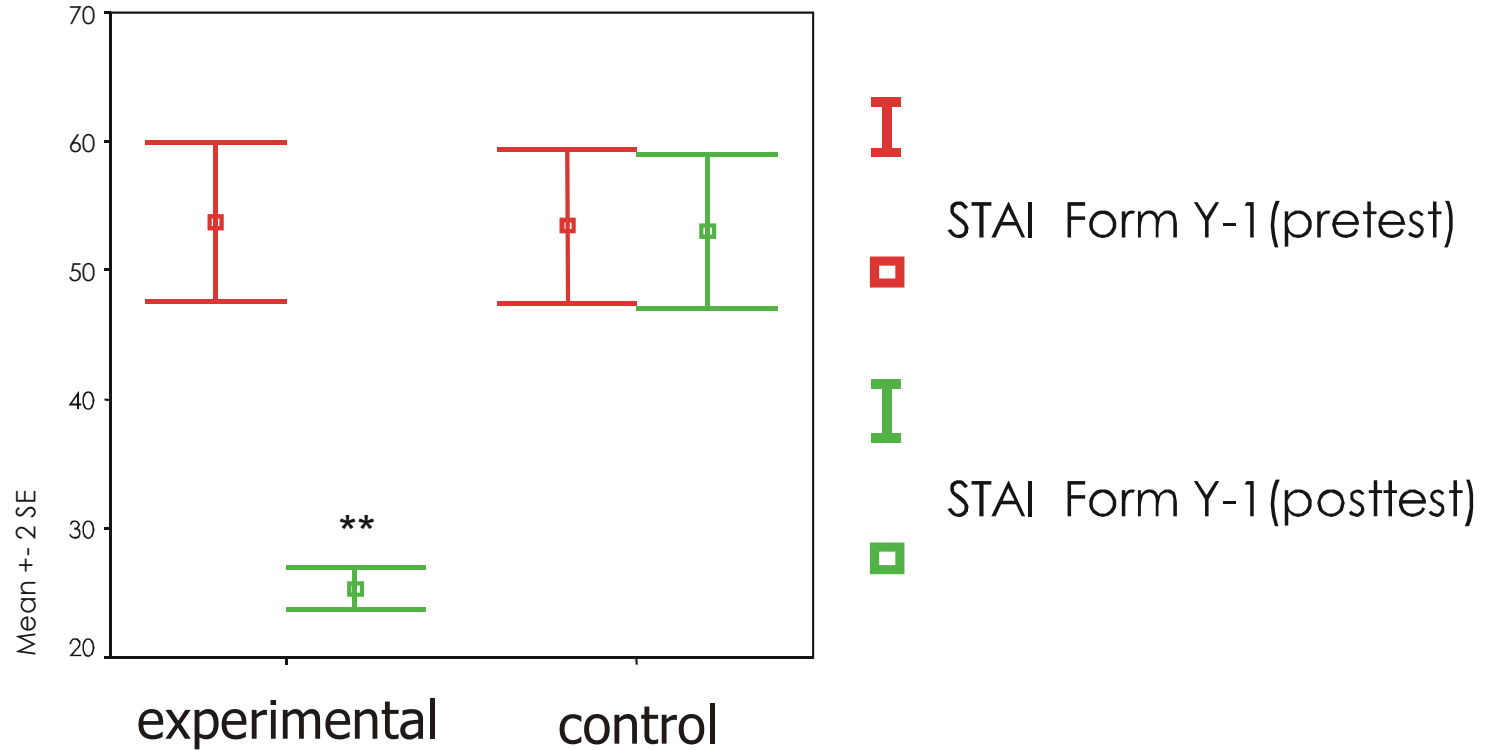 70
60
50
40
30
20
Mean +- 2 SE
**
experimental
control
STAI Form Y-1(pretest)
STAI Form Y-1(posttest)